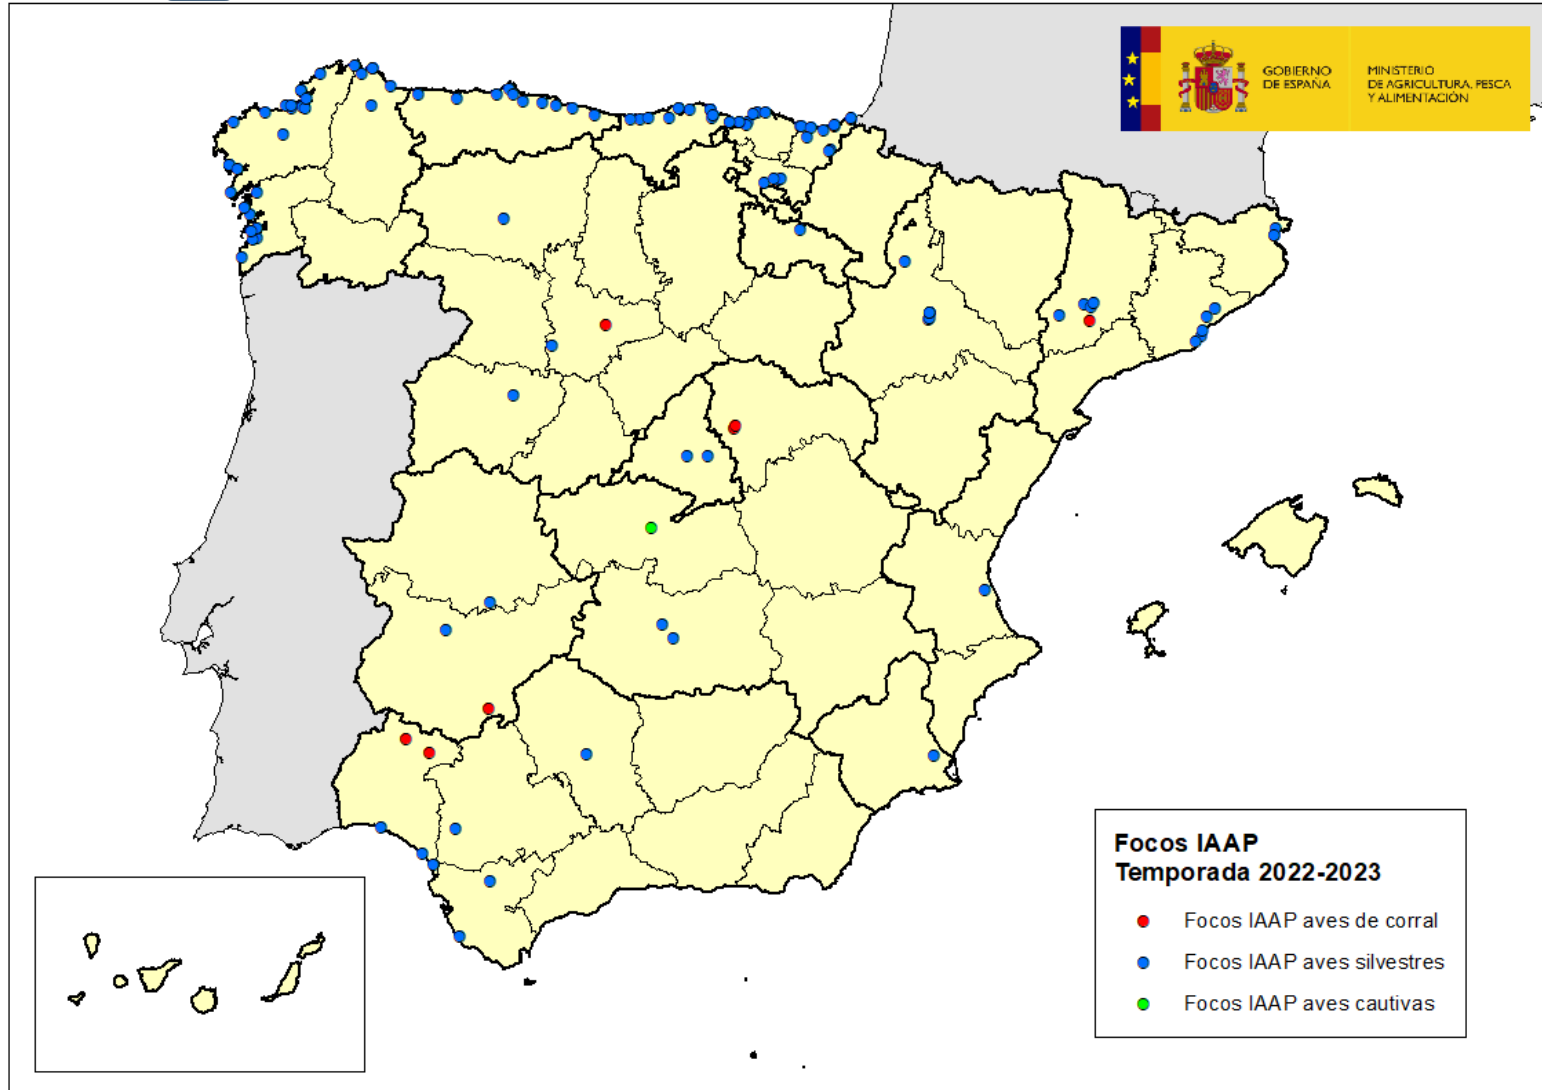 GOBIERNO
DE ESPAÑA
MINISTERIO
DE AGRICULTURA, PESCA
Y ALIMENTACIÓN
Focos IAAP
Temporada 2022-2023
Focos IAAP aves de corral
Focos IAAP aves silvestres
Focos IAAP aves cautivas